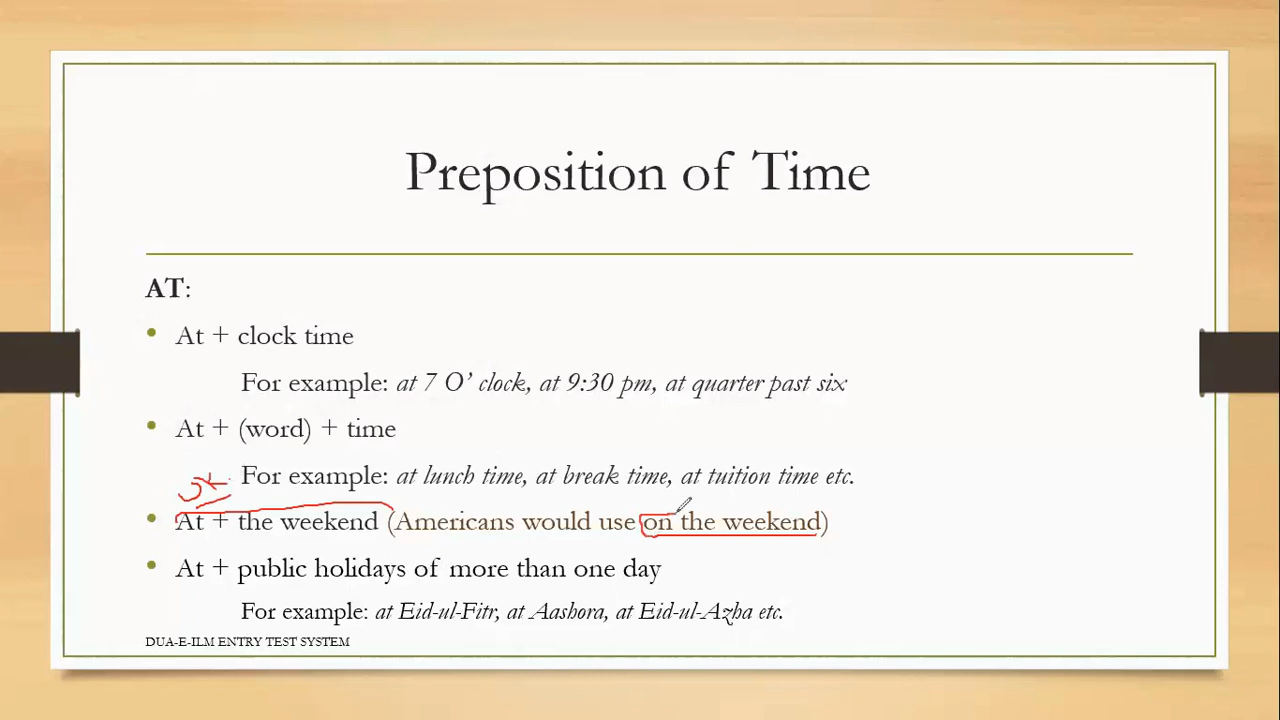 Preposition of Time
AT:
• At + clock time
For example: at 7 O’ clock, at 9:30 pm, at quarter past six
• At + (word) + time
For example: at lunch time, at break time, at tuition time etc.
• At + the weekend (Americans would use on the weekend)
• At + public holidays of more than one day
For example: at Eid-ul-Fitr, at Aashora, at Eid-ul-Azha etc.
DUA-E-ILM ENTRY TEST SYSTEM